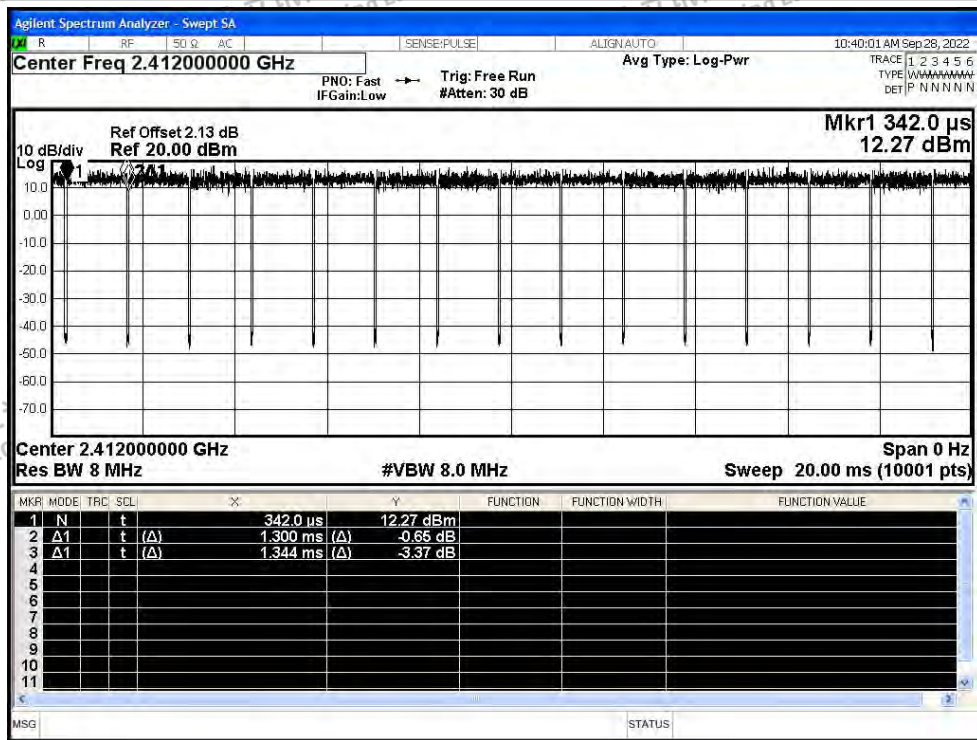 Agilent Spectrum Analyzer - Swept SA
R RF 50 Ω AC SENSE:PULSE ALIGNAUTO 10:40:01 AM Sep 28, 2022
Center Freq 2.412000000 GHz
Avg Type: Log-Pwr
TRACE 1 2 3 4 5 6
PNO: Fast Trig: Free Run
TYPE
IFGain:Low #Atten: 30 dB
DET P N N N N N
Mkr1 342.0 µs
12.27 dBm
Ref Offset 2.13 dB
10 dB/div Ref 20.00 dBm
Log
1
10.0
0.00
-10.0
-20.0
-30.0
-40.0
-50.0
-60.0
-70.0
Center 2.412000000 GHz Span 0 Hz
Res BW 8 MHz #VBW 8.0 MHz Sweep 20.00 ms (10001 pts)
MKR MODE TRC SCL X Y FUNCTION FUNCTION WIDTH FUNCTION VALUE
1 N t 342.0 µs 12.27 dBm
2 Δ1 t (Δ) 1.300 ms (Δ) -0.65 dB
3 Δ1 t (Δ) 1.344 ms (Δ) -3.37 dB
4
5
6
7
8
9
10
11
MSG STATUS